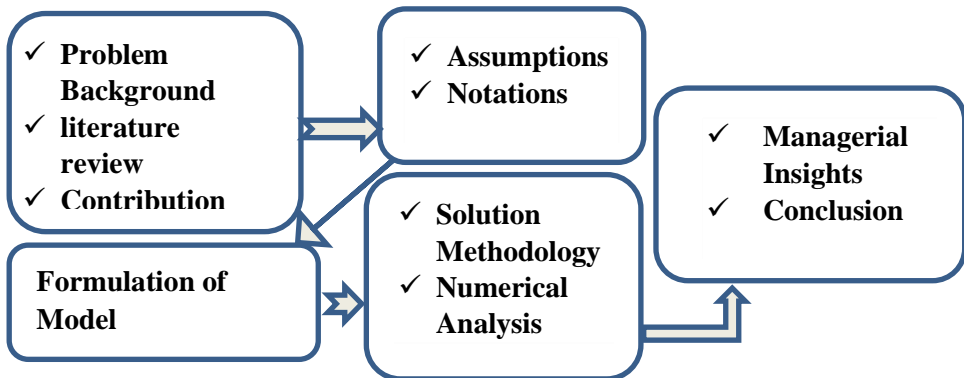 ✓ Problem
Background
✓ literature
review
✓ Contribution
✓ Assumptions
✓ Notations
Formulation of
Model
✓ Solution
Methodology
✓ Numerical
Analysis
✓ Managerial
Insights
✓ Conclusion